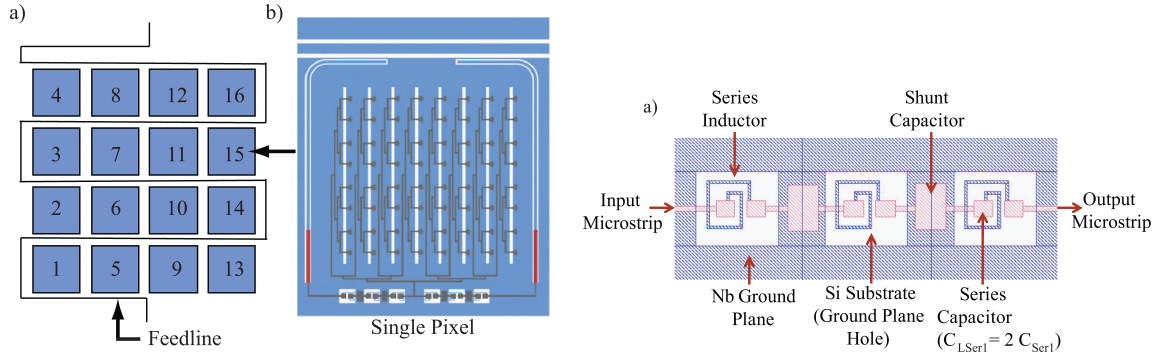 a)
b)
4 8 12 16
3 7 11 15
2 6 10 14
1 5 9 13
Feedline
Single Pixel
a)
Series
Inductor
Shunt
Capacitor
Input
Microstrip
Output
Microstrip
Nb Ground
Plane
Si Substrate
(Ground Plane
Hole)
Series
Capacitor
(C_LSer1 = 2 C_Ser1)